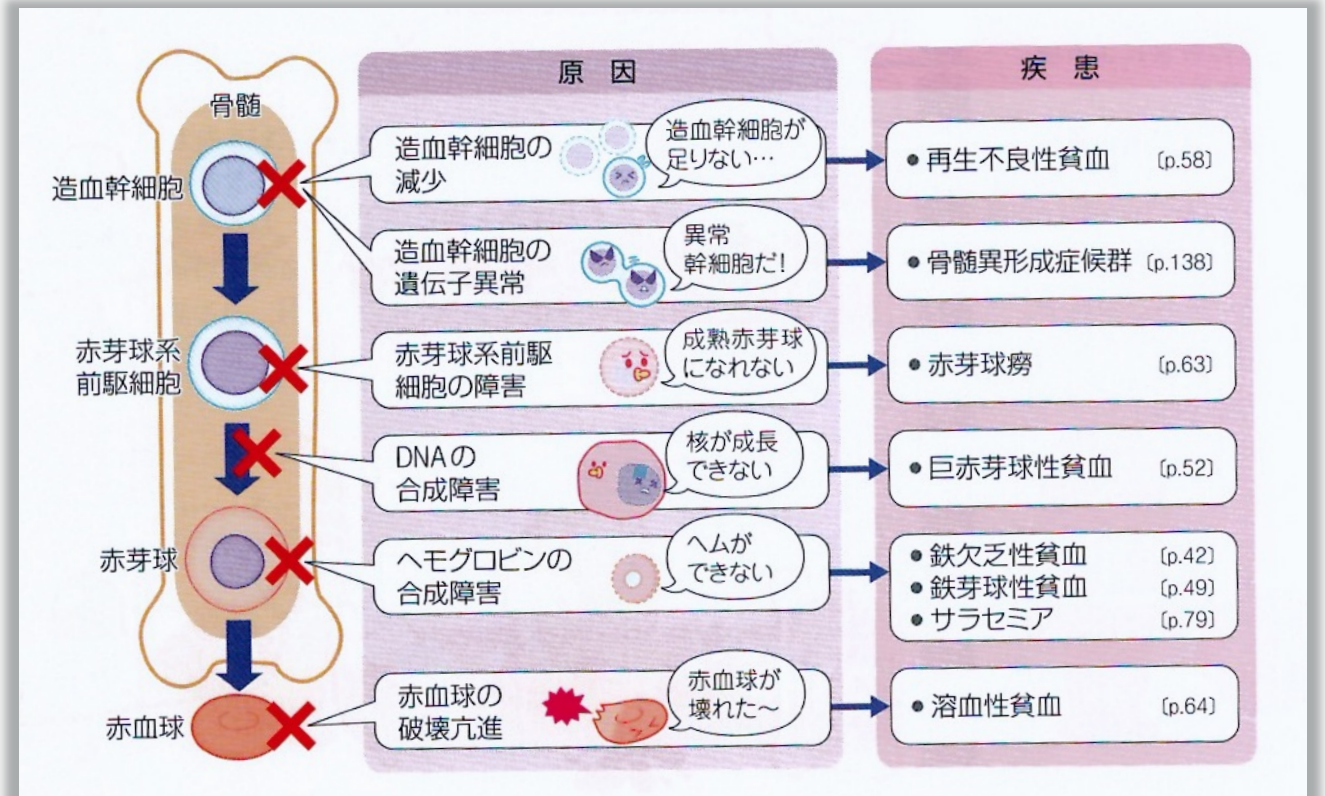 原因
疾患
骨髄
造血幹細胞
赤芽球系
前駆細胞
赤芽球
赤血球
造血幹細胞の
減少
造血幹細胞が
足りない…
再生不良性貧血 〔p.58〕
造血幹細胞の
遺伝子異常
異常
幹細胞だ!
骨髄異形成症候群 〔p.138〕
赤芽球系前駆
細胞の障害
成熟赤芽球
になれない
赤芽球癆 〔p.63〕
DNAの
合成障害
核が成長
できない
巨赤芽球性貧血 〔p.52〕
ヘモグロビンの
合成障害
ヘムが
できない
鉄欠乏性貧血 〔p.42〕
鉄芽球性貧血 〔p.49〕
サラセミア 〔p.79〕
赤血球の
破壊亢進
赤血球が
壊れた〜
溶血性貧血 〔p.64〕